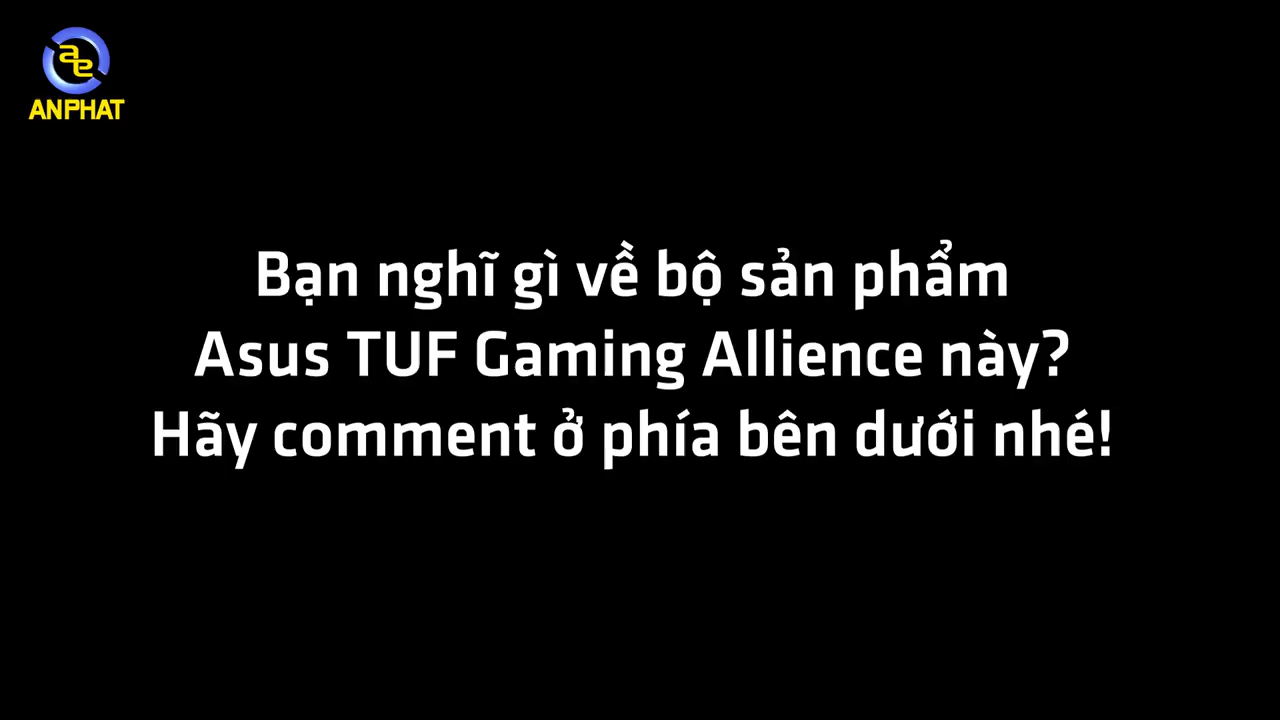 ae
ANPHAT
Bạn nghĩ gì về bộ sản phẩm
Asus TUF Gaming Allience này?
Hãy comment ở phía bên dưới nhé!